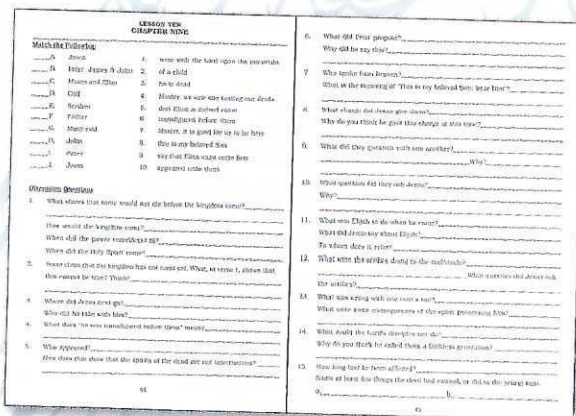 LESSON TEN
CHAPTER NINE
Match the Following
A. Jesus 1. went with the Lord upon the mountain
B. Peter, James & John 2. of a child
C. Moses and Elias 3. he is dead
D. God 4. Master, we saw one casting out devils
E. Scribes 5. that Elias is indeed come
F. Father 6. transfigured before them
G. Many said 7. Master, it is good for us to be here
H. John 8. this is my beloved Son
I. Peter 9. say that Elias must come first
J. Jesus 10. appeared unto them
Discussion Questions
1. What shows that some would not die before the kingdom came?
How would the kingdom come?
When did the power come
When did the Holy Spirit come?
2. Some claim that the kingdom has not come yet. What, in verse 1, shows that
this cannot be true? Think!
3. Where did Jesus first go?
Who did he take with him?
4. What does "he was transfigured before them" mean?
5. Who appeared?
How does this show that the spirits of the dead are not
6. What did Peter propose?
Why did he say this?
7. Who spoke from heaven?
What is the meaning of "This is my beloved Son: hear him"?
8. What charge did Jesus give them?
Why do you think he gave this charge at this time?
9. What did they question with one another?
Why?
10. What question did they ask Jesus?
Why?
11. What was Elijah to do when he came?
What did Jesus say about Elijah?
To whom does it refer?
12. What were the scribes doing to the multitude?
What question did Jesus ask
the scribes?
13. What was wrong with one man's son?
What were some consequences of the spirit possessing him?
14. What could the Lord's disciples not do?
Why do you think he called them a faithless generation?
15. How long had he been afflicted?
Name at least two things the devil had caused, or did to the young man.
a. b.